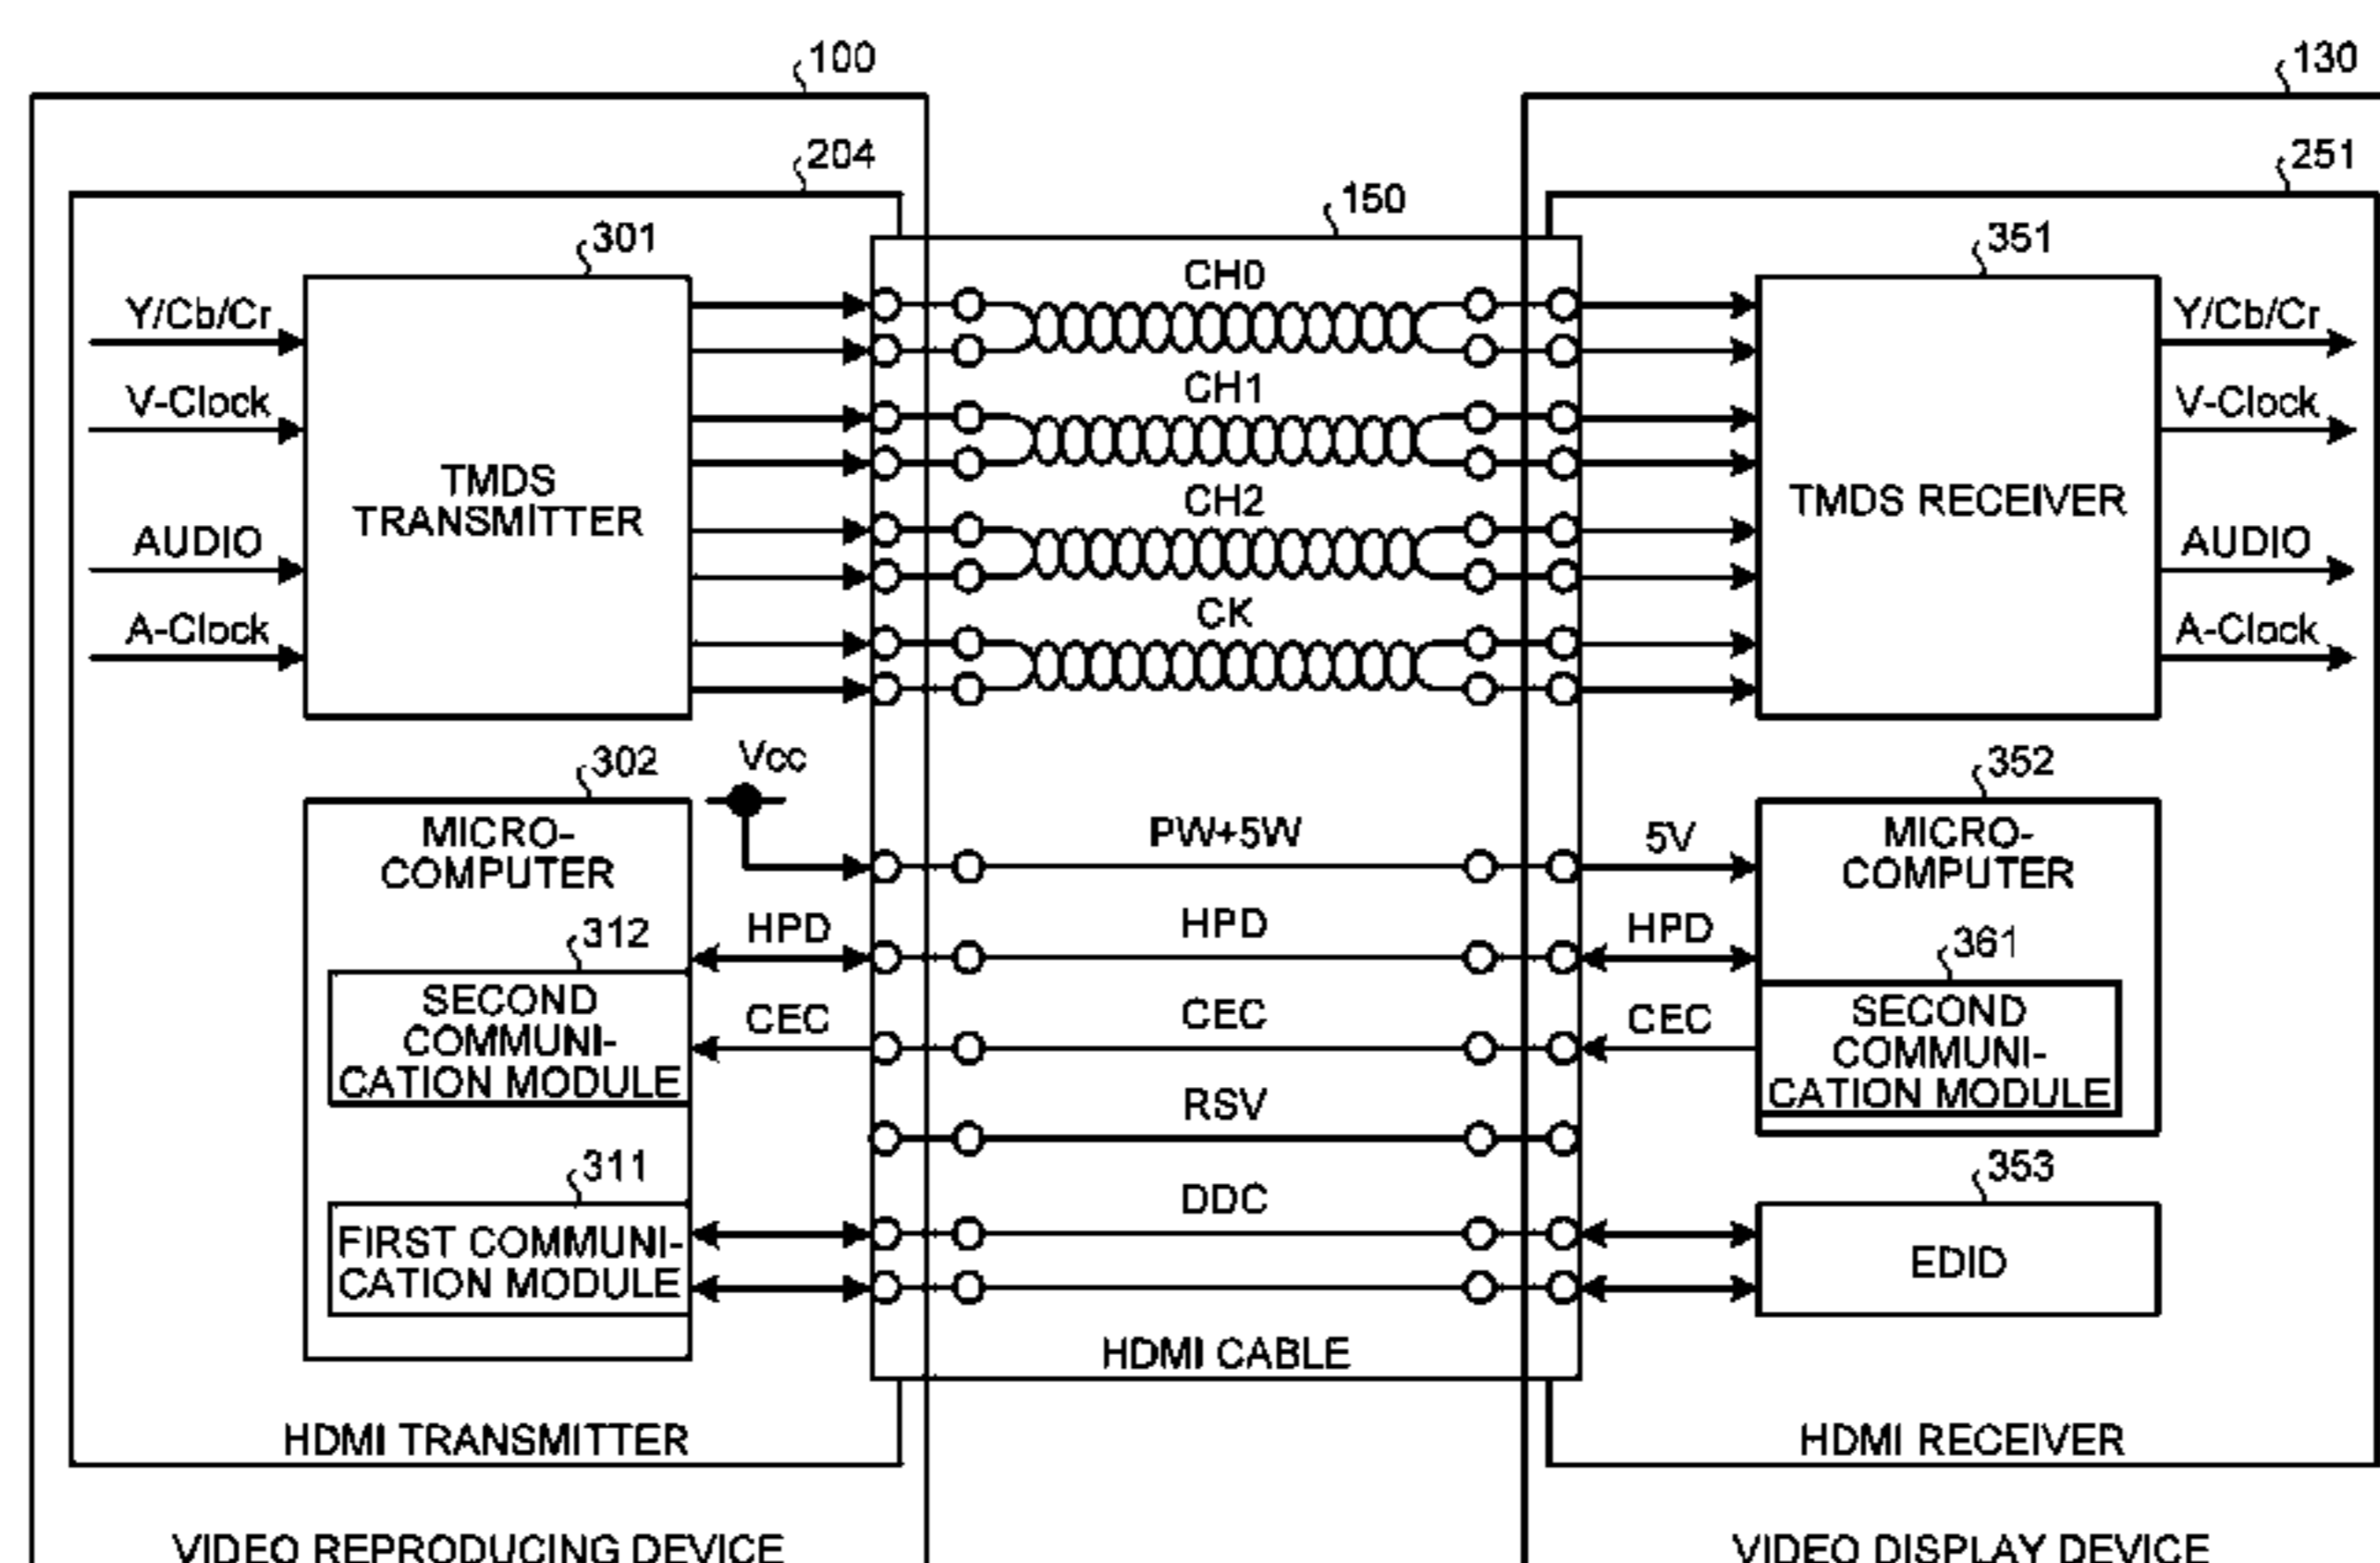 100
130
204
251
150
301
351
Y/Cb/Cr
V-Clock
AUDIO
A-Clock
TMDS
TRANSMITTER
CH0
CH1
CH2
CK
TMDS RECEIVER
Y/Cb/Cr
V-Clock
AUDIO
A-Clock
302
Vcc
352
MICRO-
COMPUTER
PW+5W
5V
MICRO-
COMPUTER
312
HPD
HPD
HPD
361
SECOND
COMMUNI-
CATION MODULE
CEC
CEC
CEC
SECOND
COMMUNI-
CATION MODULE
RSV
311
353
FIRST COMMUNI-
CATION MODULE
DDC
EDID
HDMI CABLE
HDMI TRANSMITTER
HDMI RECEIVER
VIDEO REPRODUCING DEVICE
VIDEO DISPLAY DEVICE